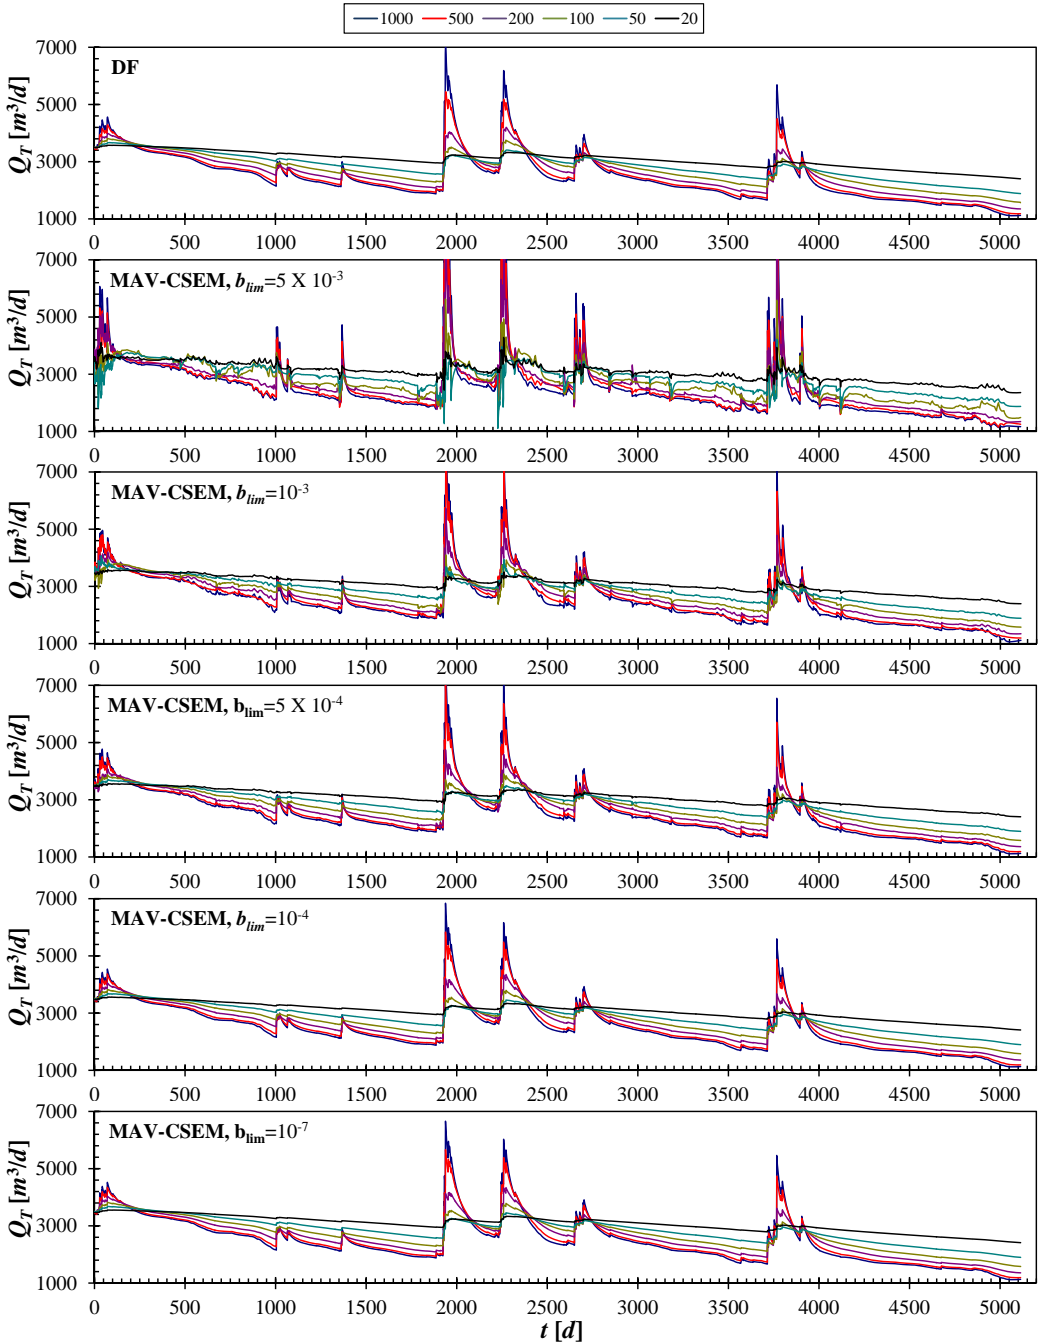 1000 500 200 100 50 20
7000
DF
5000
3000
1000
Q_T [m³/d]
0 500 1000 1500 2000 2500 3000 3500 4000 4500 5000
7000
MAV-CSEM, b_lim=5 X 10⁻³
5000
3000
1000
Q_T [m³/d]
0 500 1000 1500 2000 2500 3000 3500 4000 4500 5000
7000
MAV-CSEM, b_lim=10⁻³
5000
3000
1000
Q_T [m³/d]
0 500 1000 1500 2000 2500 3000 3500 4000 4500 5000
7000
MAV-CSEM, b_lim=5 X 10⁻⁴
5000
3000
1000
Q_T [m³/d]
0 500 1000 1500 2000 2500 3000 3500 4000 4500 5000
7000
MAV-CSEM, b_lim=10⁻⁴
5000
3000
1000
Q_T [m³/d]
0 500 1000 1500 2000 2500 3000 3500 4000 4500 5000
7000
MAV-CSEM, b_lim=10⁻⁷
5000
3000
1000
Q_T [m³/d]
0 500 1000 1500 2000 2500 3000 3500 4000 4500 5000
t [d]